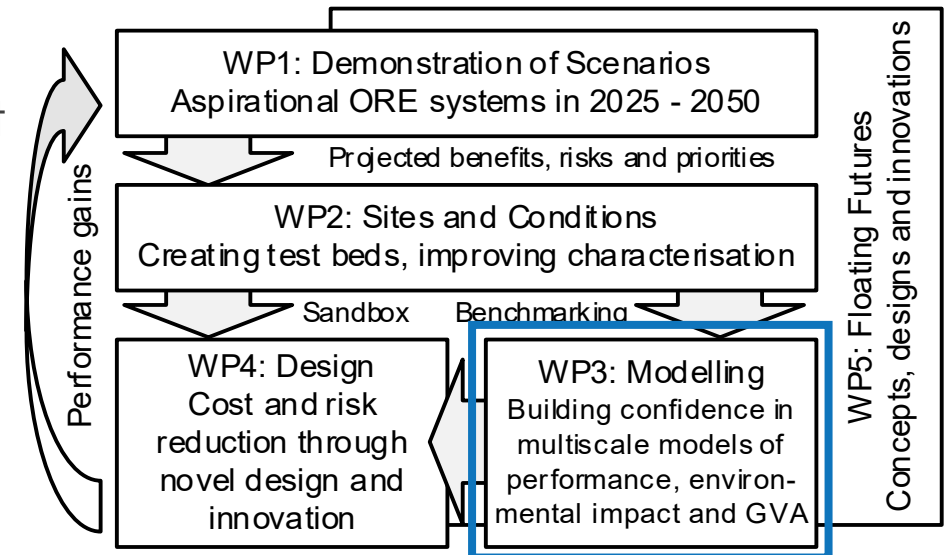 WP1: Demonstration of Scenarios
Aspirational ORE systems in 2025 - 2050
Projected benefits, risks and priorities
WP2: Sites and Conditions
Creating test beds, improving characterisation
Sandbox
Benchmarking
WP4: Design
Cost and risk
reduction through
novel design and
innovation
WP3: Modelling
Building confidence in
multiscale models of
performance, environ-
mental impact and GVA
Performance gains
WP5: Floating Futures
Concepts, designs and innovations